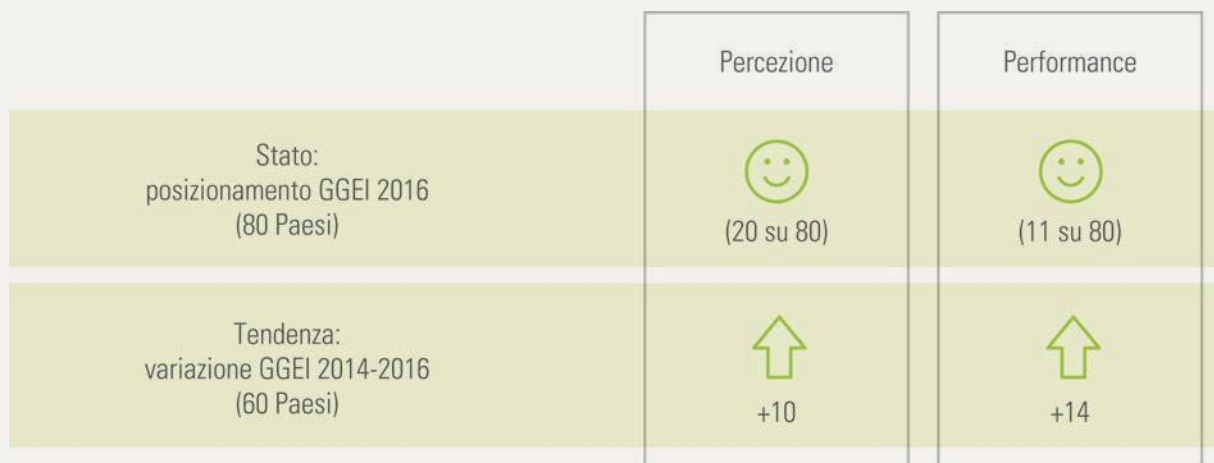 Percezione
Performance
Stato:
posizionamento GGEI 2016
(80 Paesi)
(20 su 80)
(11 su 80)
Tendenza:
variazione GGEI 2014-2016
(60 Paesi)
+10
+14